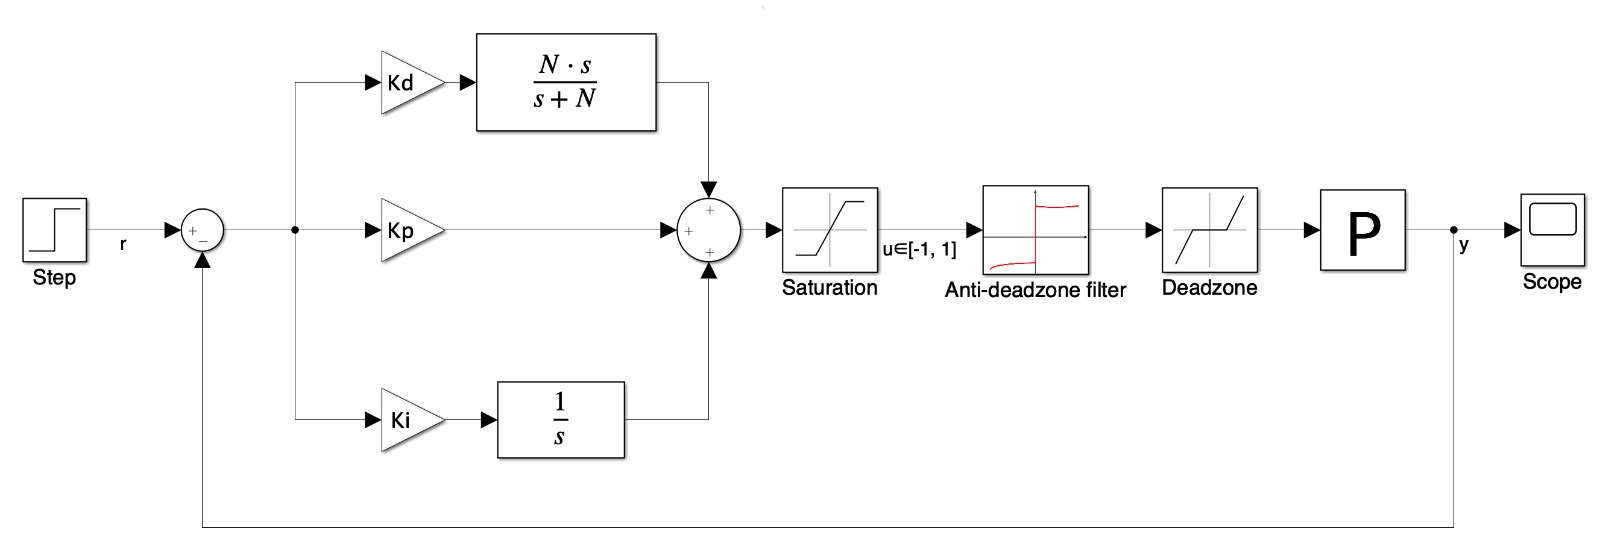 Kd
N · s
s + N
+
r
+
−
Kp
+
+
u∈[-1, 1]
P
y
Step
Saturation
Anti-deadzone filter
Deadzone
Scope
Ki
1
s